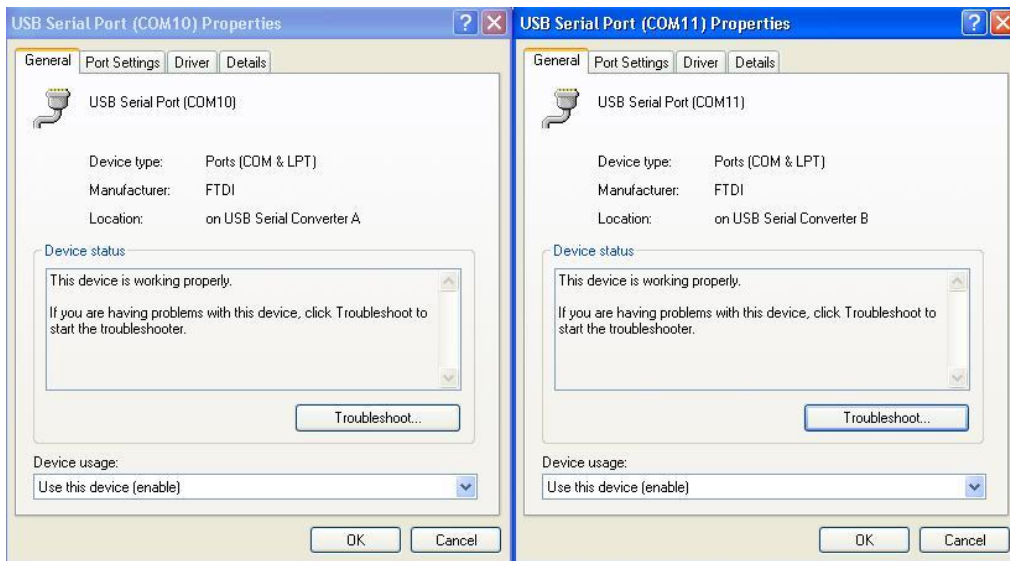 USB Serial Port (COM10) Properties
General Port Settings Driver Details
USB Serial Port (COM10)
Device type: Ports (COM & LPT)
Manufacturer: FTDI
Location: on USB Serial Converter A
Device status
This device is working properly.
If you are having problems with this device, click Troubleshoot to
start the troubleshooter.
Troubleshoot...
Device usage:
Use this device (enable)
OK Cancel
USB Serial Port (COM11) Properties
General Port Settings Driver Details
USB Serial Port (COM11)
Device type: Ports (COM & LPT)
Manufacturer: FTDI
Location: on USB Serial Converter B
Device status
This device is working properly.
If you are having problems with this device, click Troubleshoot to
start the troubleshooter.
Troubleshoot...
Device usage:
Use this device (enable)
OK Cancel